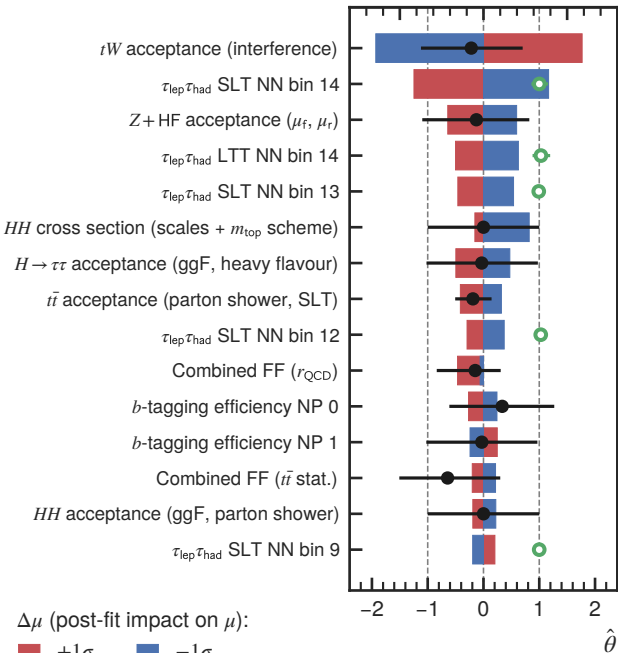 tW acceptance (interference)
τlepτhad SLT NN bin 14
Z + HF acceptance (μf, μr)
τlepτhad LTT NN bin 14
τlepτhad SLT NN bin 13
HH cross section (scales + mtop scheme)
H → ττ acceptance (ggF, heavy flavour)
tt̄ acceptance (parton shower, SLT)
τlepτhad SLT NN bin 12
Combined FF (rQCD)
b-tagging efficiency NP 0
b-tagging efficiency NP 1
Combined FF (tt̄ stat.)
HH acceptance (ggF, parton shower)
τlepτhad SLT NN bin 9
−2 −1 0 1 2
θ̂
Δμ (post-fit impact on μ):
+1σ −1σ